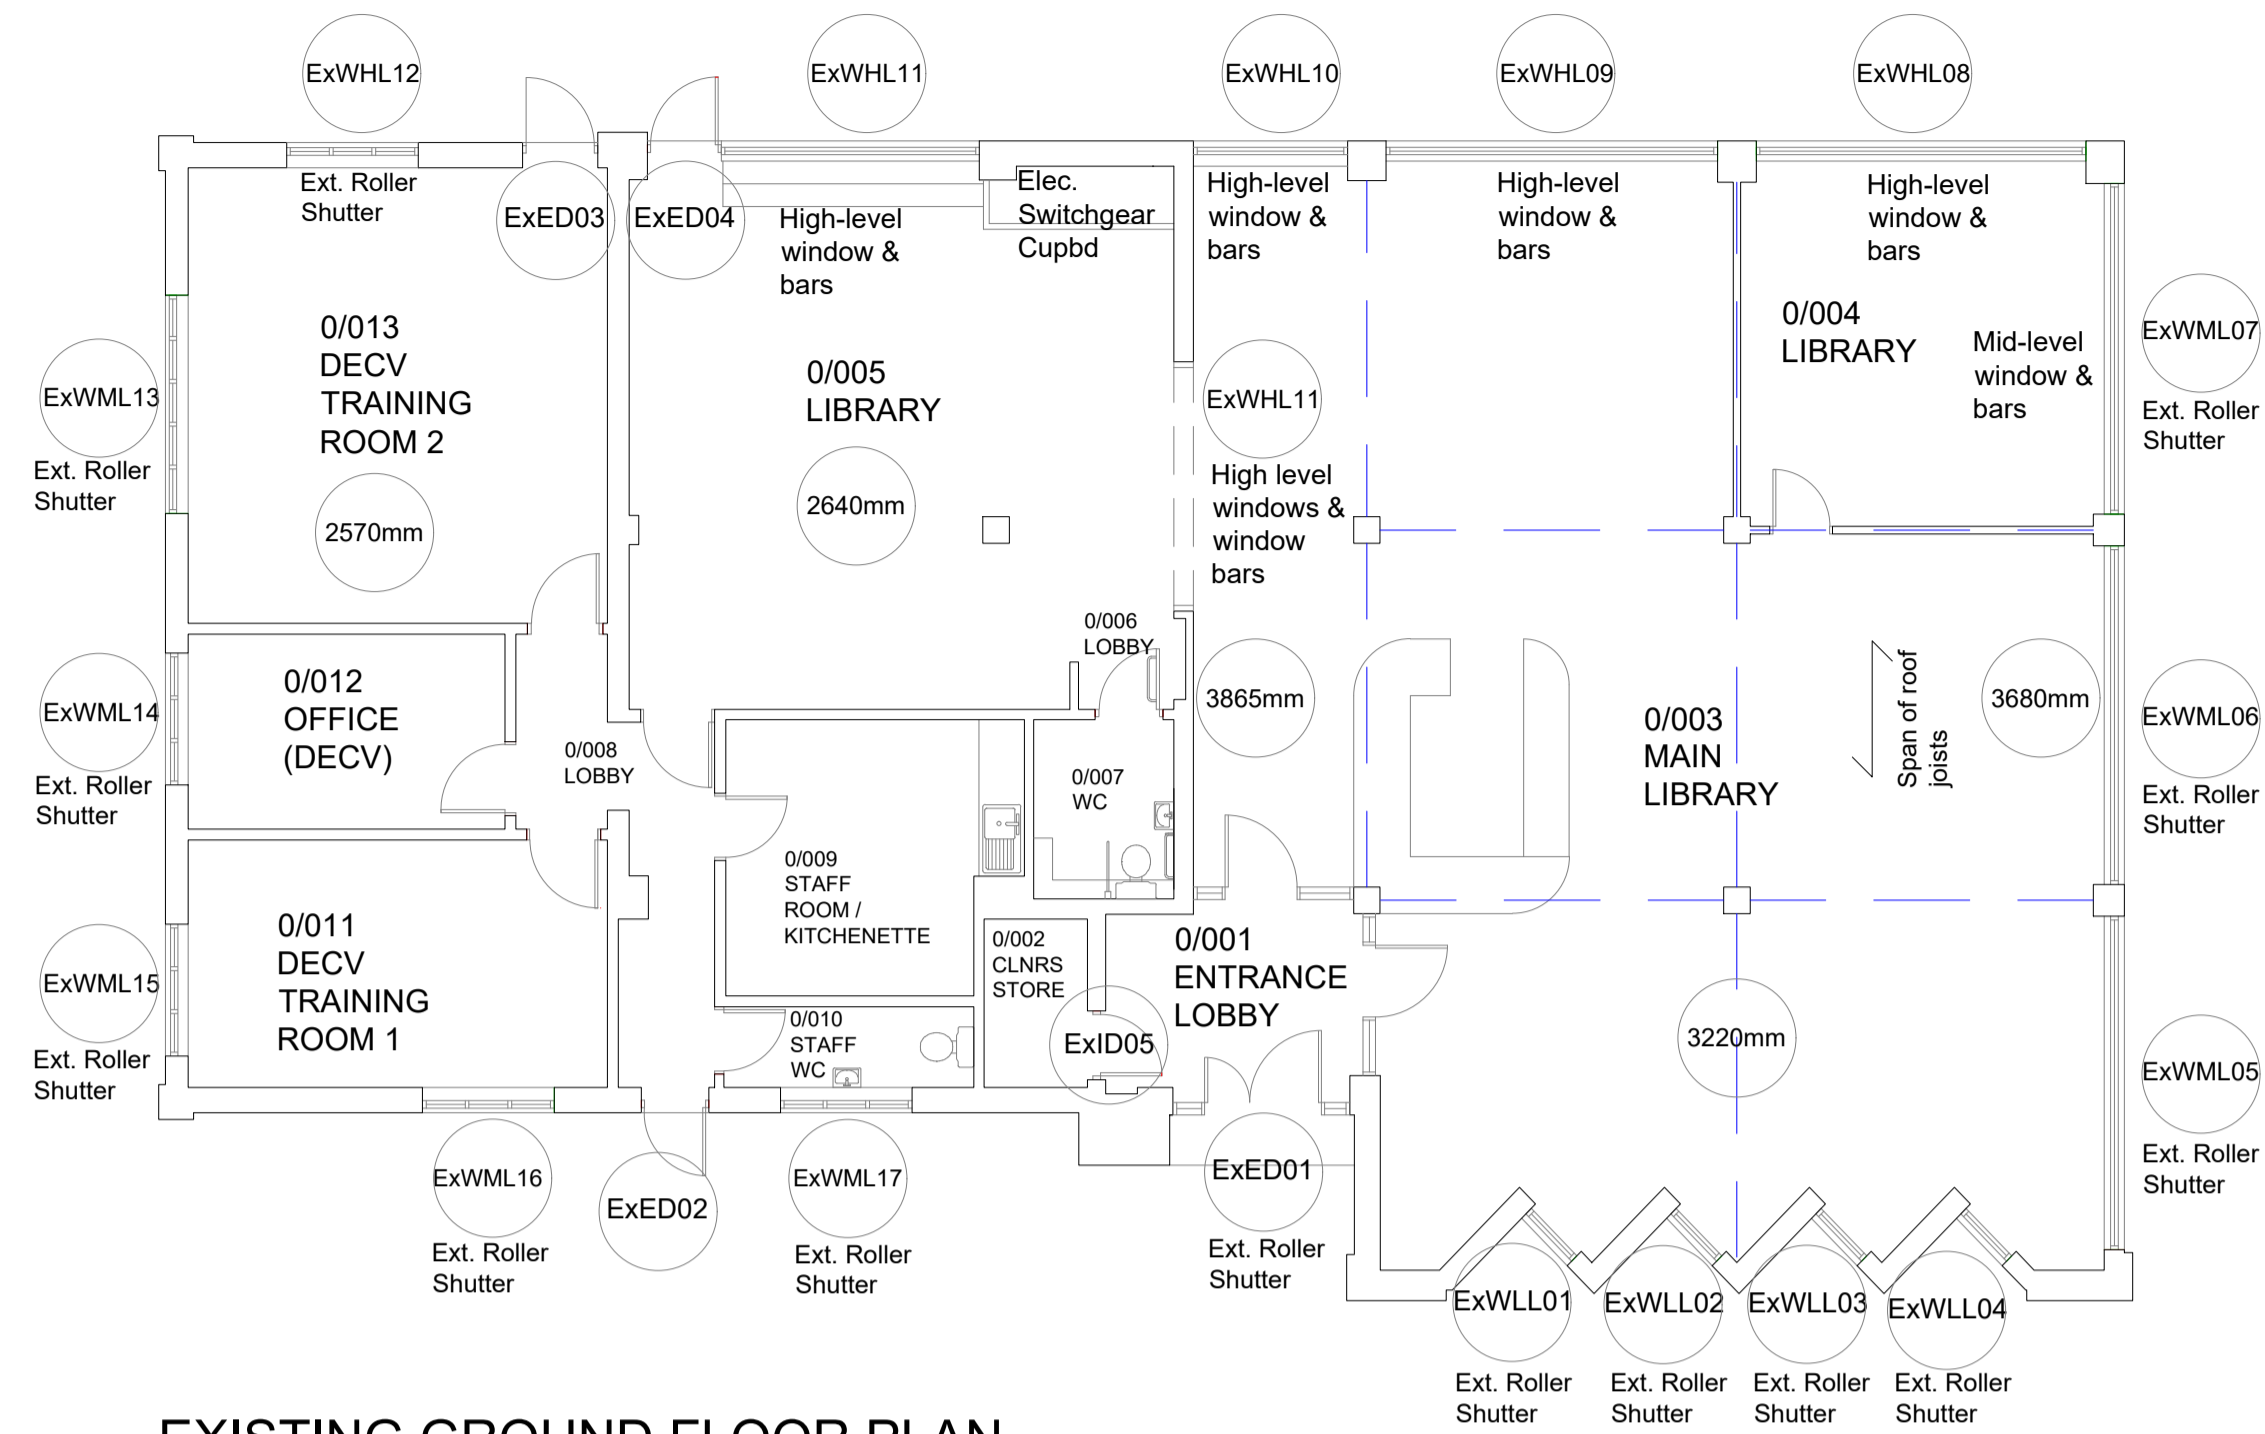 ExWHL12
ExWHL11
ExWHL10
ExWHL09
ExWHL08
Ext. Roller
Shutter
ExED03
ExED04
High-level
window &
bars
Elec.
Switchgear
Cupbd
High-level
window &
bars
High-level
window &
bars
High-level
window &
bars
0/013
DECV
TRAINING
ROOM 2
2570mm
ExWML13
Ext. Roller
Shutter
0/005
LIBRARY
2640mm
ExWHL11
High level
windows &
window
bars
0/004
LIBRARY
Mid-level
window &
bars
ExWML07
Ext. Roller
Shutter
0/006
LOBBY
ExWML14
Ext. Roller
Shutter
0/012
OFFICE
(DECV)
0/008
LOBBY
0/007
WC
3865mm
0/003
MAIN
LIBRARY
Span of roof
joists
3680mm
ExWML06
Ext. Roller
Shutter
0/009
STAFF
ROOM /
KITCHENETTE
ExWML15
Ext. Roller
Shutter
0/011
DECV
TRAINING
ROOM 1
0/002
CLNRS
STORE
0/001
ENTRANCE
LOBBY
0/010
STAFF
WC
ExID05
3220mm
ExWML05
Ext. Roller
Shutter
ExWML16
Ext. Roller
Shutter
ExED02
ExWML17
Ext. Roller
Shutter
ExED01
Ext. Roller
Shutter
ExWLL01
Ext. Roller
Shutter
ExWLL02
Ext. Roller
Shutter
ExWLL03
Ext. Roller
Shutter
ExWLL04
Ext. Roller
Shutter
EXISTING GROUND FLOOR PLAN